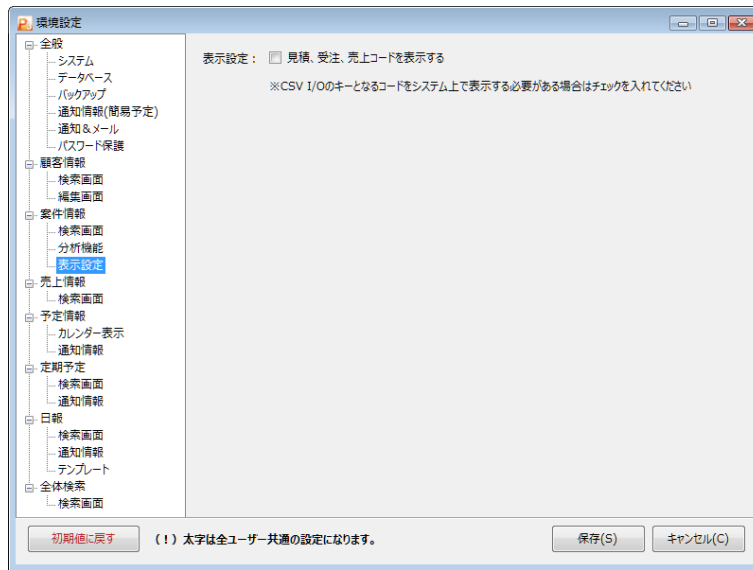 環境設定
全般
システム
データベース
バックアップ
通知情報(簡易予定)
通知＆メール
パスワード保護
顧客情報
検索画面
編集画面
案件情報
検索画面
分析機能
表示設定
売上情報
検索画面
予定情報
カレンダー表示
通知情報
定期予定
検索画面
通知情報
日報
検索画面
通知情報
テンプレート
全体検索
検索画面
表示設定： 見積、受注、売上コードを表示する
※CSV I/Oのキーとなるコードをシステム上で表示する必要がある場合はチェックを入れてください
初期値に戻す （！）太字は全ユーザー共通の設定になります。 保存(S) キャンセル(C)